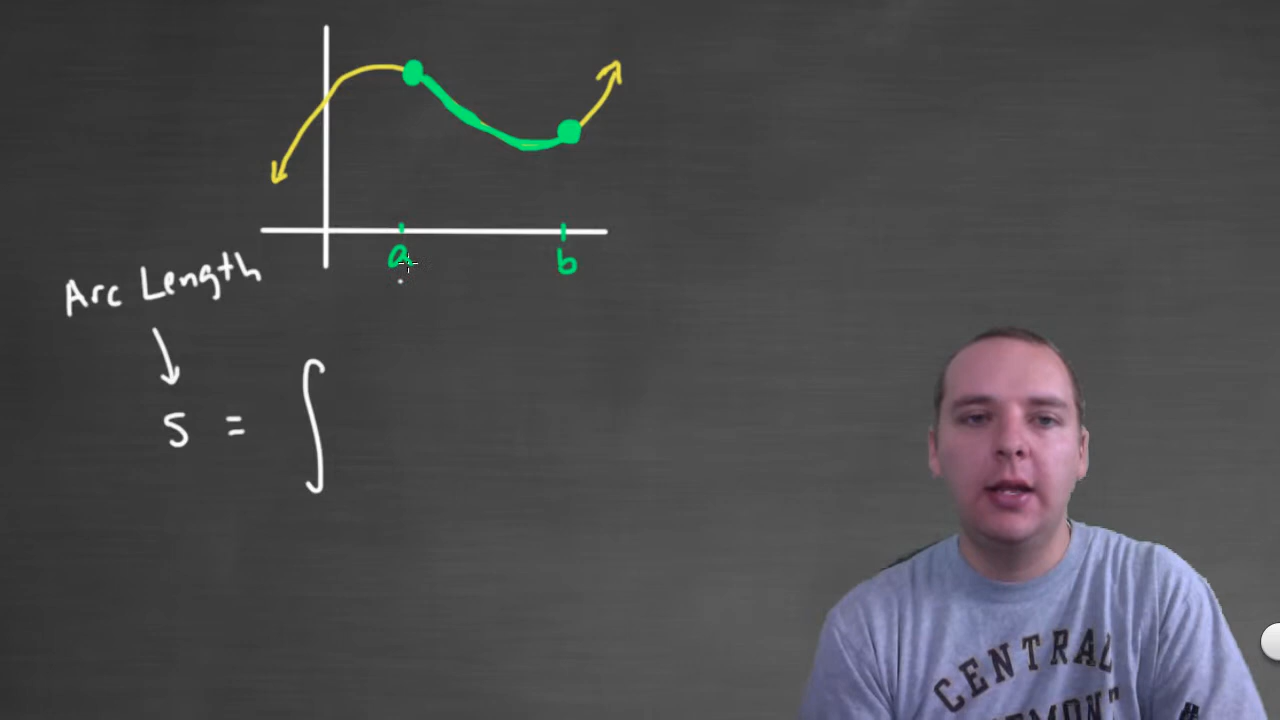 a b
Arc Length
s = ∫
CENTRAL